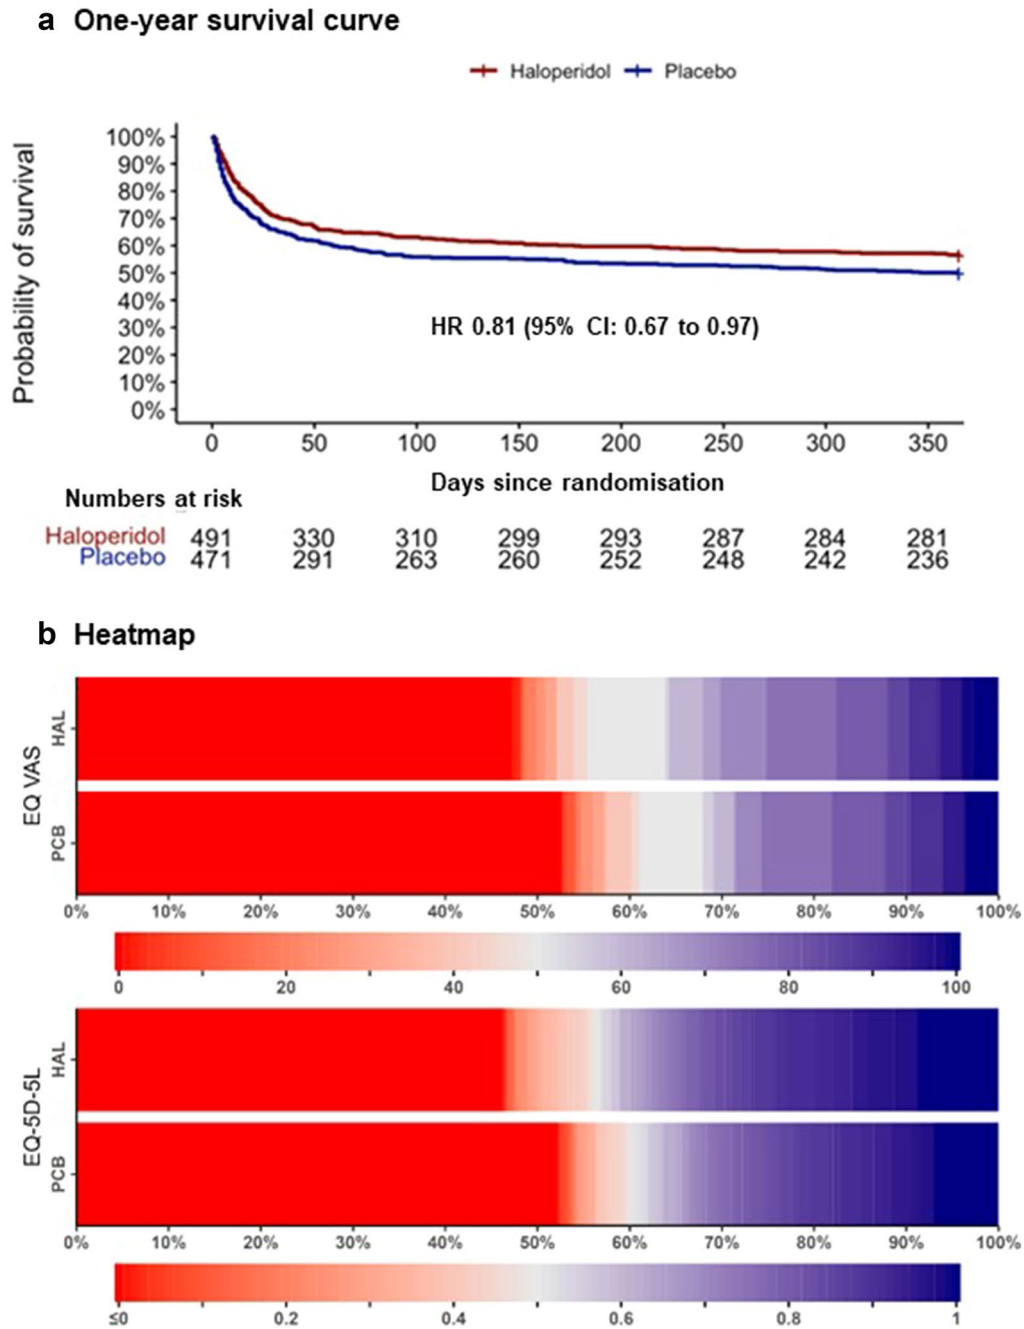 a One-year survival curve
Haloperidol Placebo
Probability of survival
100%
90%
80%
70%
60%
50%
40%
30%
20%
10%
0%
HR 0.81 (95% CI: 0.67 to 0.97)
0 50 100 150 200 250 300 350
Days since randomisation
Numbers at risk
Haloperidol 491 330 310 299 293 287 284 281
Placebo 471 291 263 260 252 248 242 236
b Heatmap
EQ VAS
HAL
PCB
0% 10% 20% 30% 40% 50% 60% 70% 80% 90% 100%
0 20 40 60 80 100
EQ-5D-5L
HAL
PCB
0% 10% 20% 30% 40% 50% 60% 70% 80% 90% 100%
≤0 0.2 0.4 0.6 0.8 1